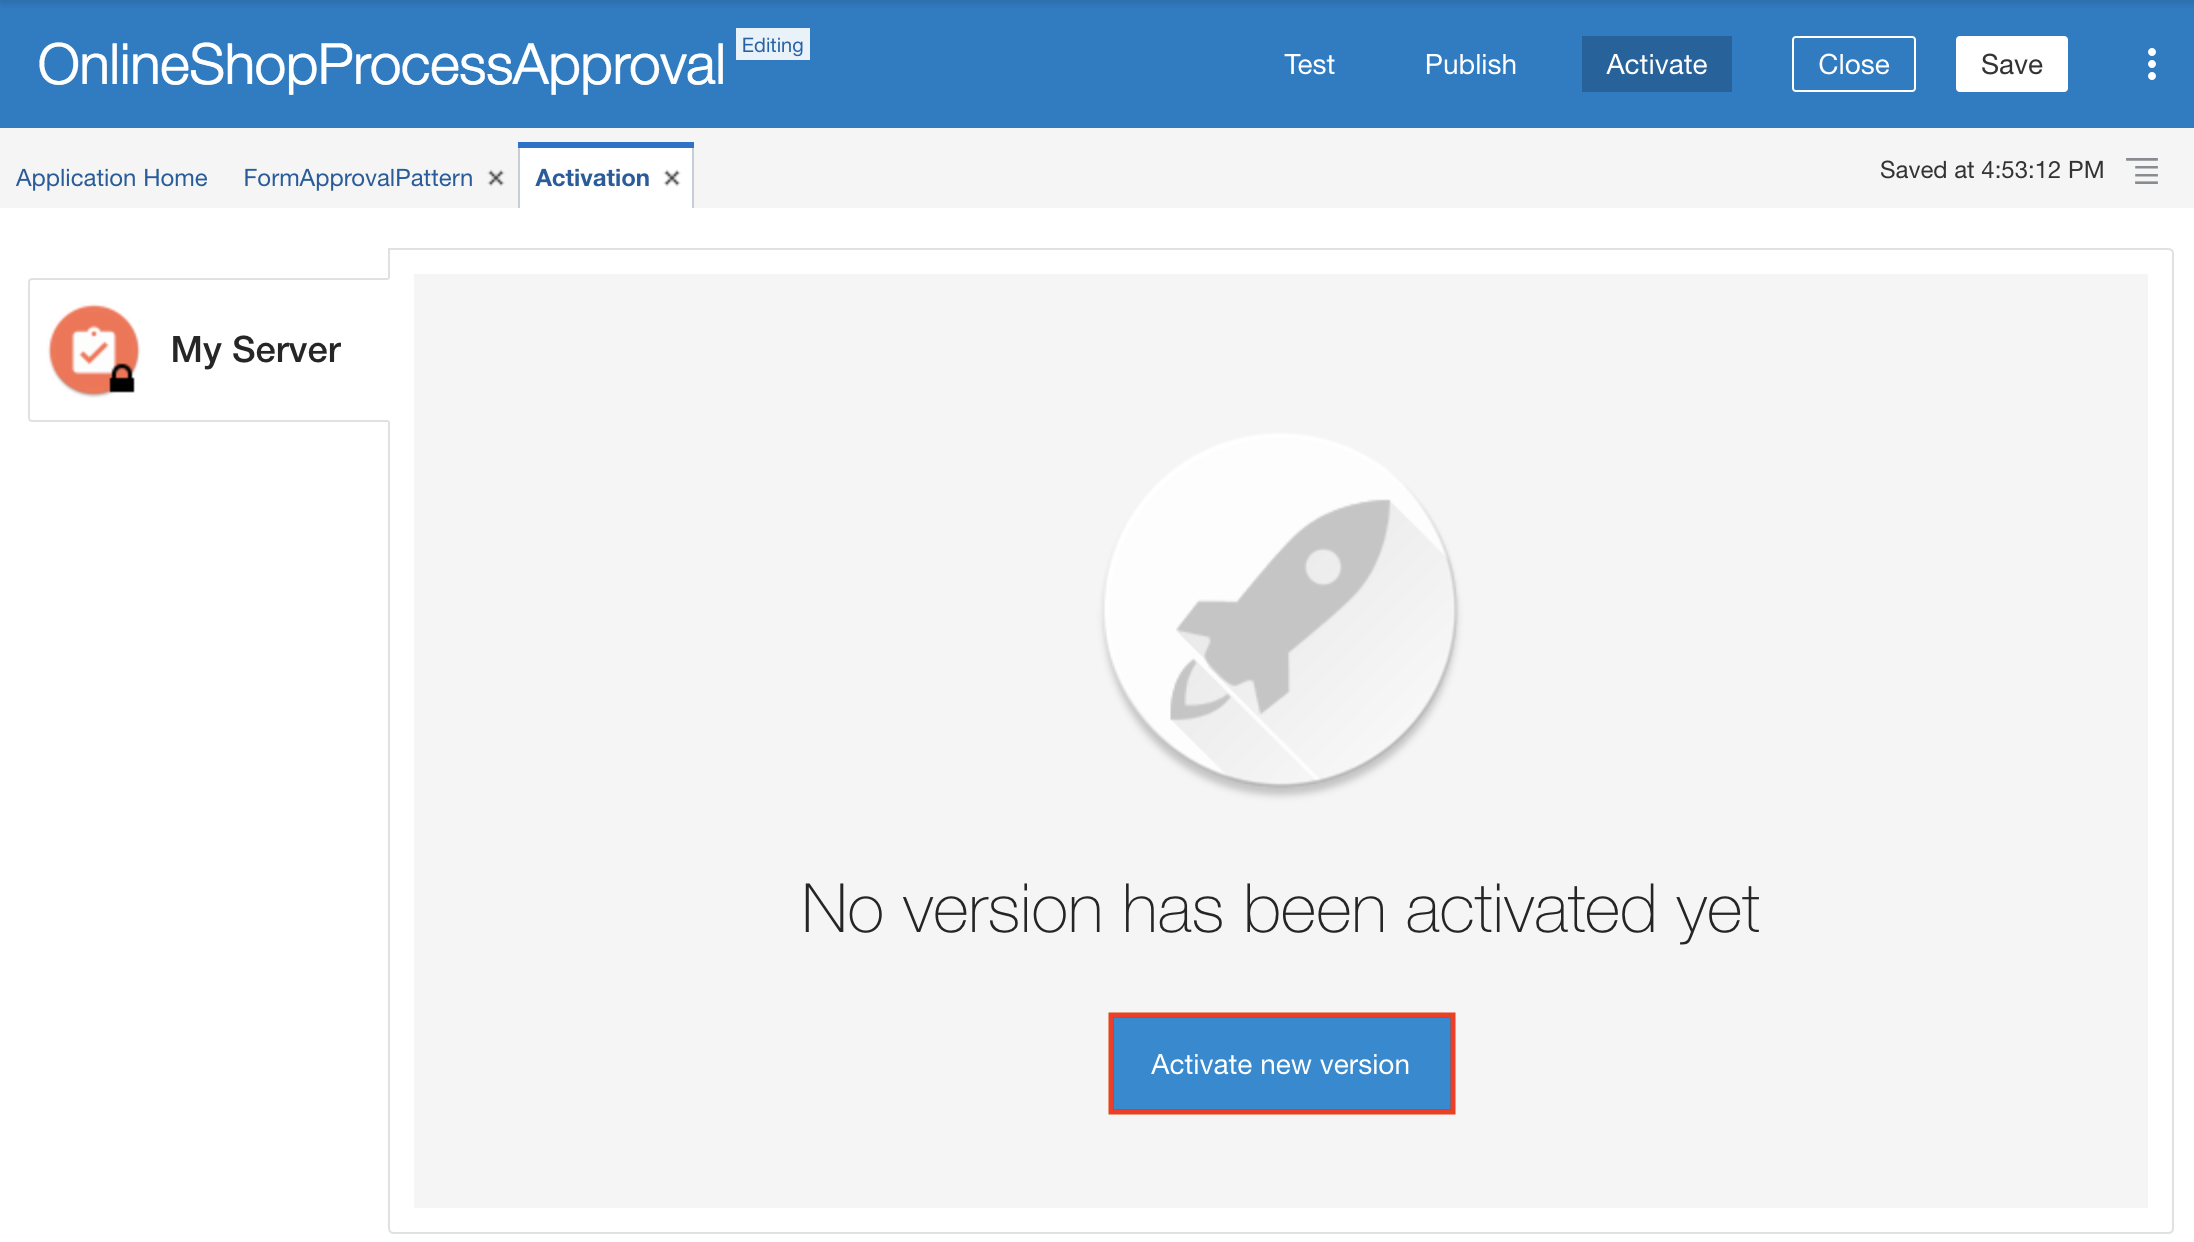 OnlineShopProcessApproval Editing Test Publish Activate Close Save
Application Home FormApprovalPattern Activation Saved at 4:53:12 PM
My Server
No version has been activated yet
Activate new version